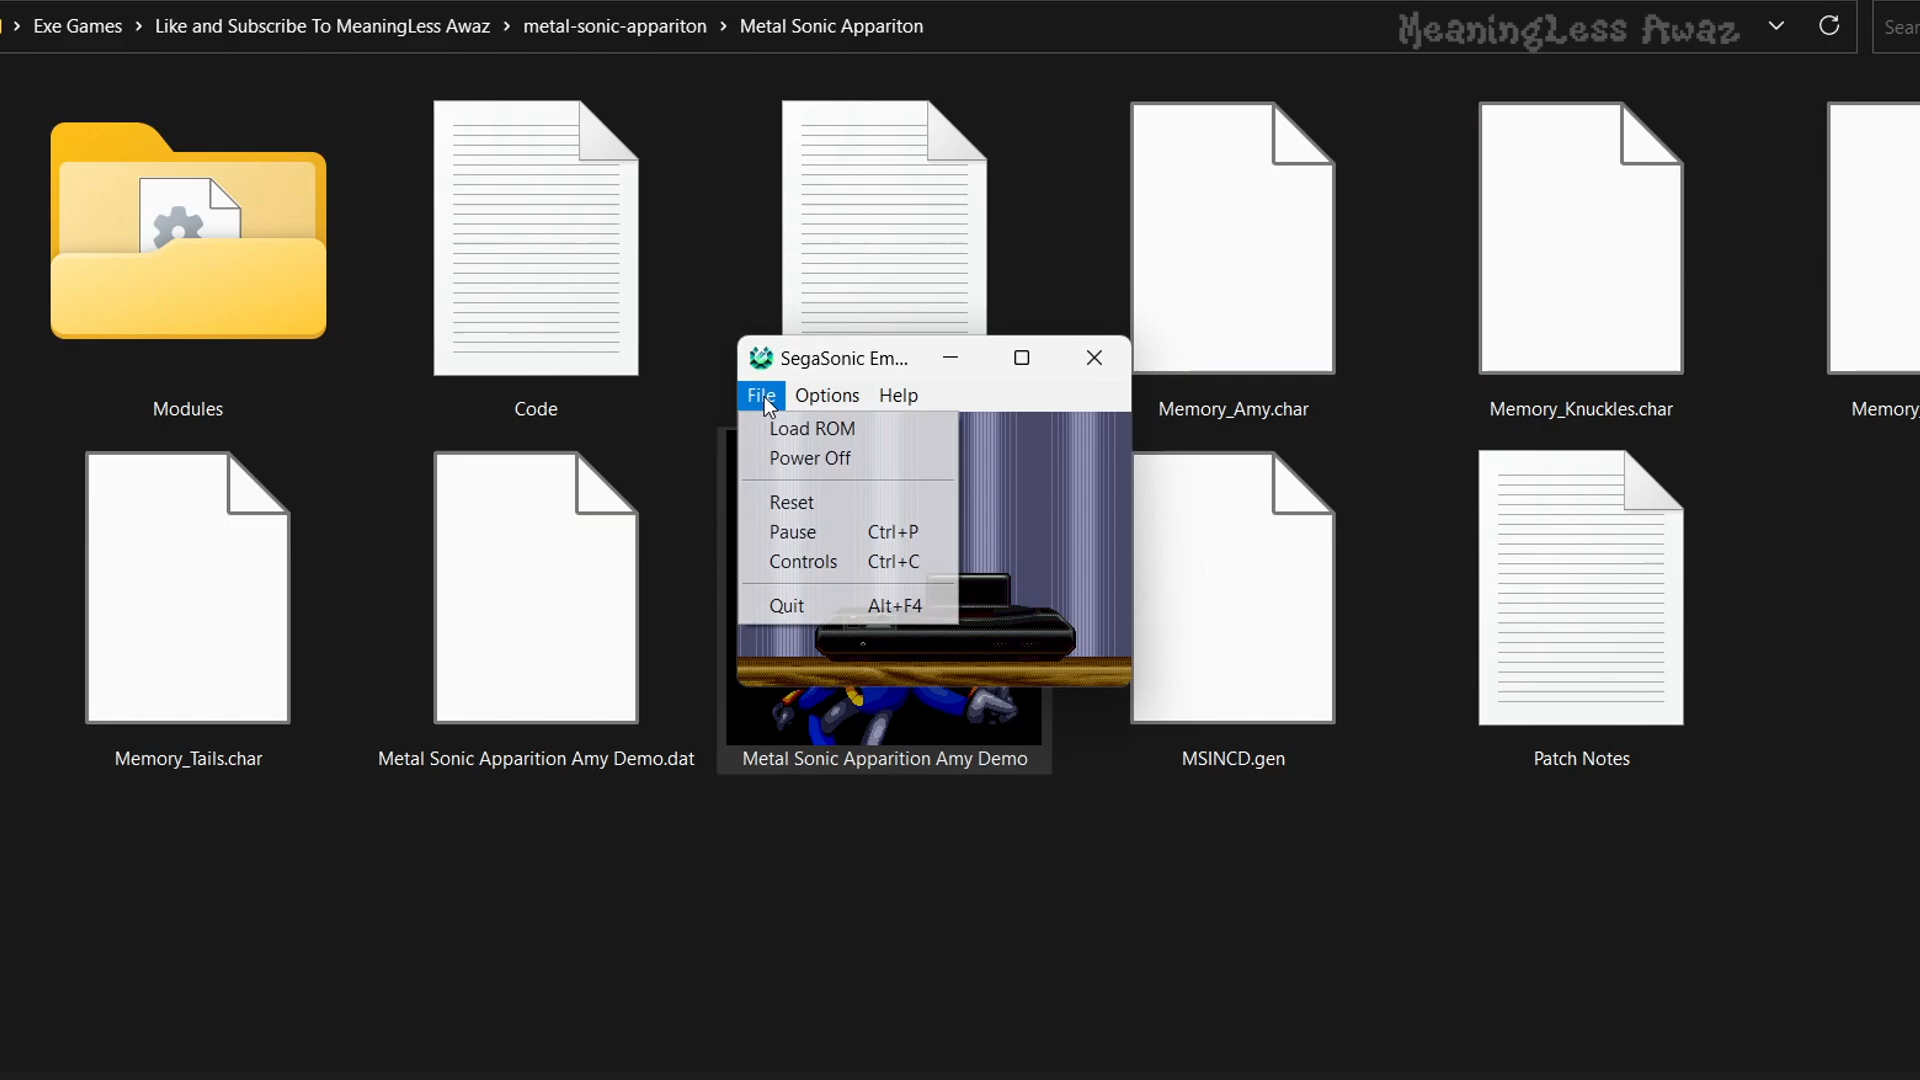 Exe Games > Like and Subscribe To MeaningLess Awaz > metal-sonic-appariton > Metal Sonic Appariton
MeaningLess Awaz
Sear
Modules
Code
SegaSonic Em...
File Options Help
Load ROM
Power Off
Reset
Pause Ctrl+P
Controls Ctrl+C
Quit Alt+F4
Memory_Amy.char
Memory_Knuckles.char
Memory_
Memory_Tails.char
Metal Sonic Apparition Amy Demo.dat
Metal Sonic Apparition Amy Demo
MSINCD.gen
Patch Notes